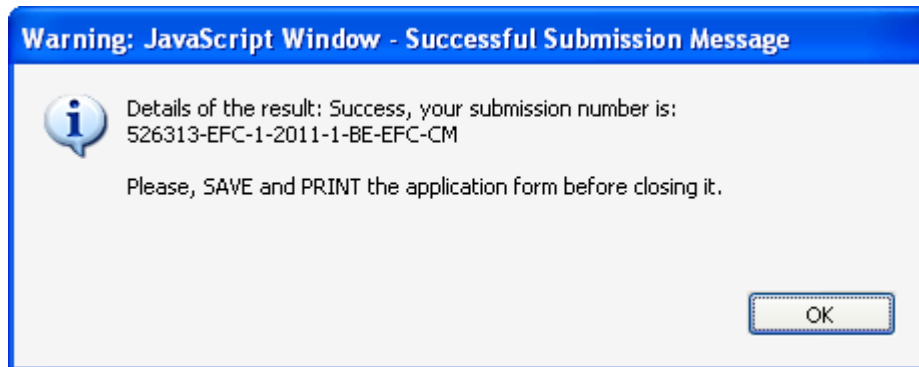 Warning: JavaScript Window - Successful Submission Message
Details of the result: Success, your submission number is:
526313-EFC-1-2011-1-BE-EFC-CM
Please, SAVE and PRINT the application form before closing it.
OK